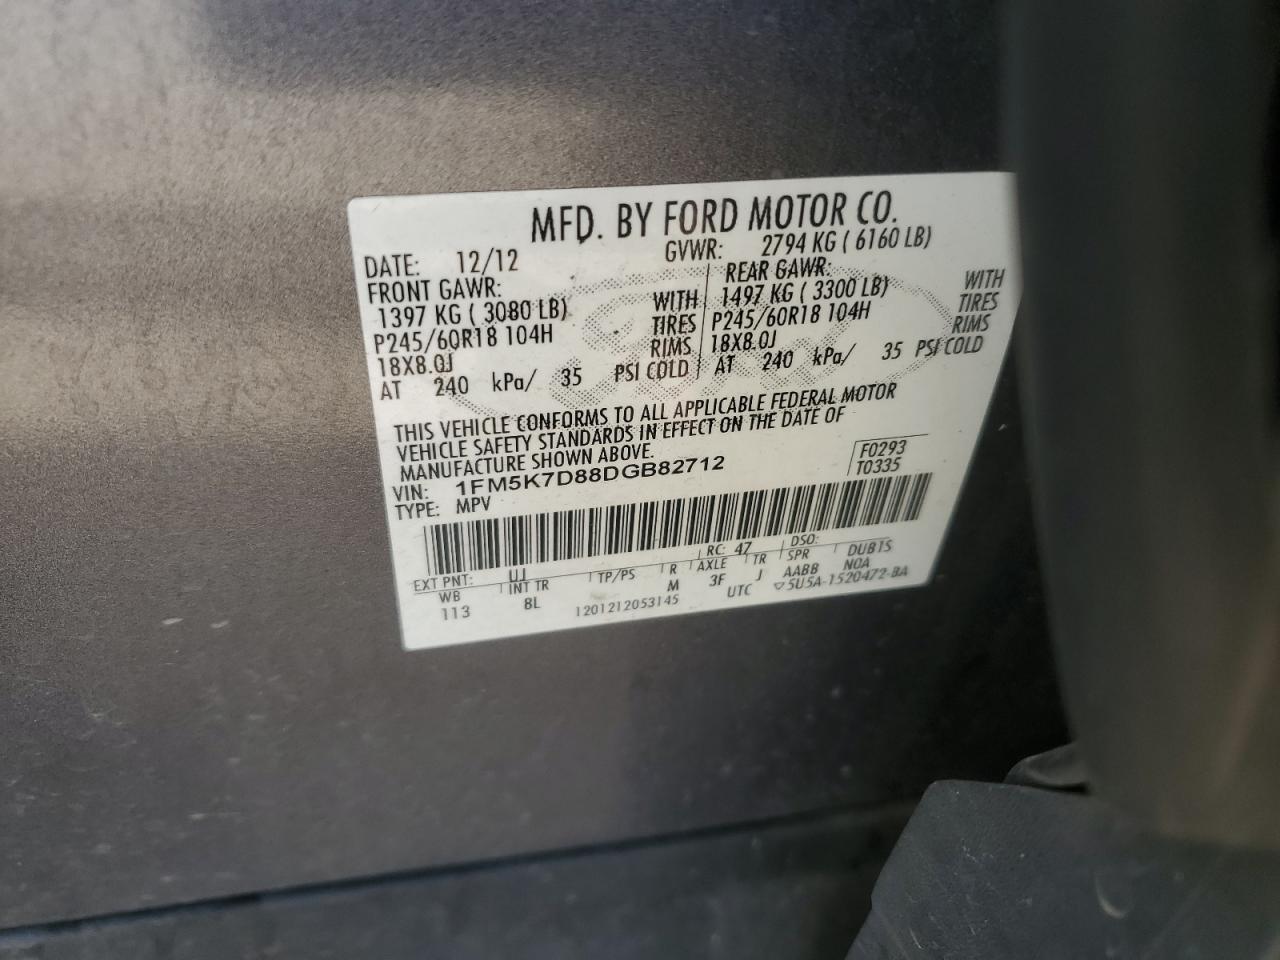 MFD. BY FORD MOTOR CO.
DATE: 12/12 GVWR: 2794 KG ( 6160 LB)
FRONT GAWR: REAR GAWR:
1397 KG ( 3080 LB) WITH 1497 KG ( 3300 LB) WITH
P245/60R18 104H TIRES P245/60R18 104H TIRES
18X8.0J RIMS 18X8.0J RIMS
AT 240 kPa/ 35 PSI COLD AT 240 kPa/ 35 PSI COLD
THIS VEHICLE CONFORMS TO ALL APPLICABLE FEDERAL MOTOR
VEHICLE SAFETY STANDARDS IN EFFECT ON THE DATE OF
MANUFACTURE SHOWN ABOVE.
F0293
VIN: 1FM5K7D88DGB82712
T0335
TYPE: MPV
EXT PNT: UJ RC: 47 DSO:
WB INT TR TP/PS R AXLE TR SPR DUBTS
113 8L M 3F J AABB NOA
1201212053145 UTC ▽5U5A-1520472-BA